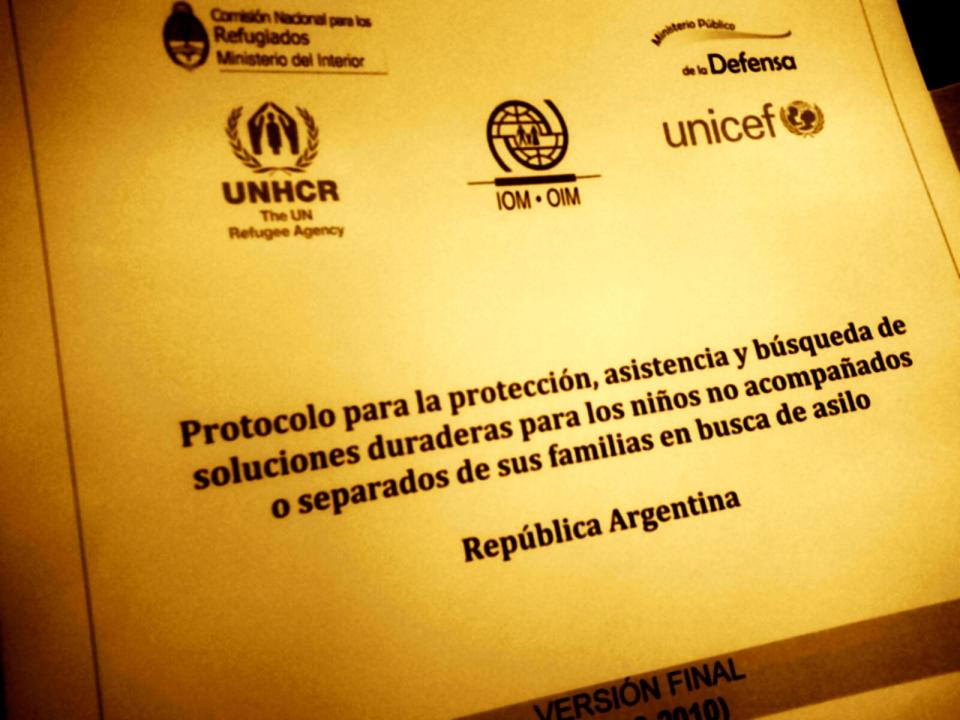 Comisión Nacional para los
Refugiados
Ministerio del Interior
Ministerio Público
de la Defensa
UNHCR
The UN
Refugee Agency
IOM • OIM
unicef
Protocolo para la protección, asistencia y búsqueda de
soluciones duraderas para los niños no acompañados
o separados de sus familias en busca de asilo
República Argentina
VERSIÓN FINAL
2010)